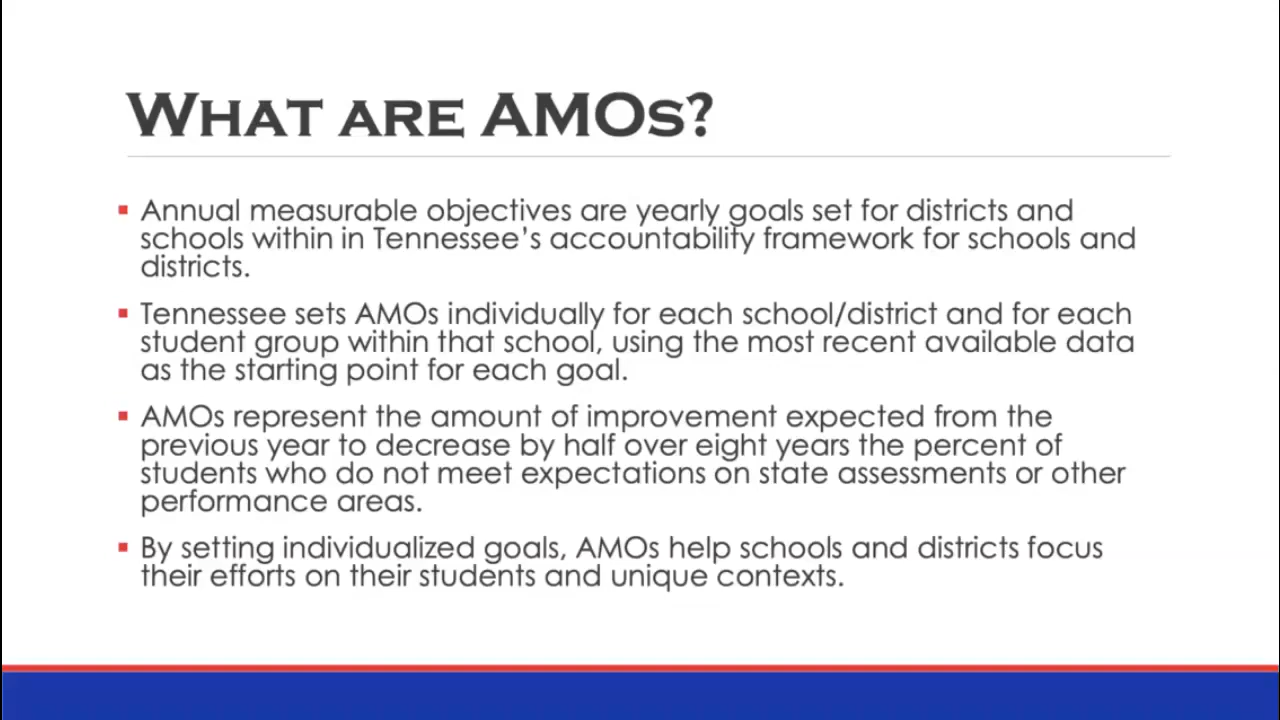 WHAT ARE AMOS?
Annual measurable objectives are yearly goals set for districts and
schools within in Tennessee’s accountability framework for schools and
districts.
Tennessee sets AMOs individually for each school/district and for each
student group within that school, using the most recent available data
as the starting point for each goal.
AMOs represent the amount of improvement expected from the
previous year to decrease by half over eight years the percent of
students who do not meet expectations on state assessments or other
performance areas.
By setting individualized goals, AMOs help schools and districts focus
their efforts on their students and unique contexts.